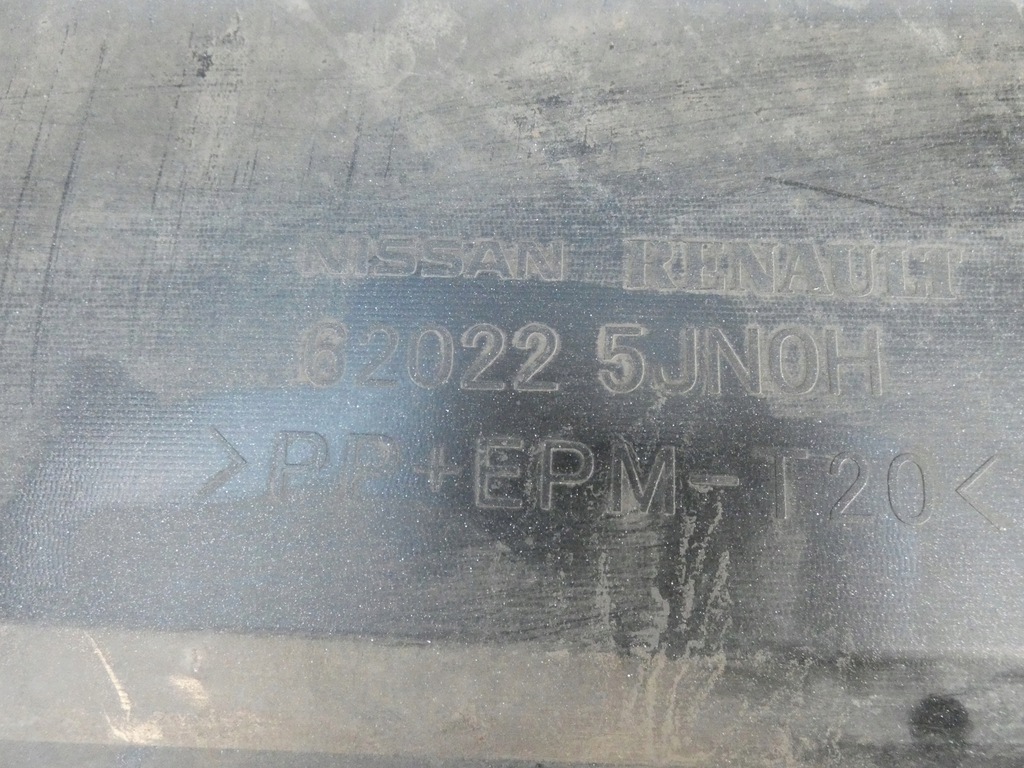 NISSAN RENAULT
62022 5JN0H
>PP+EPM-T20<